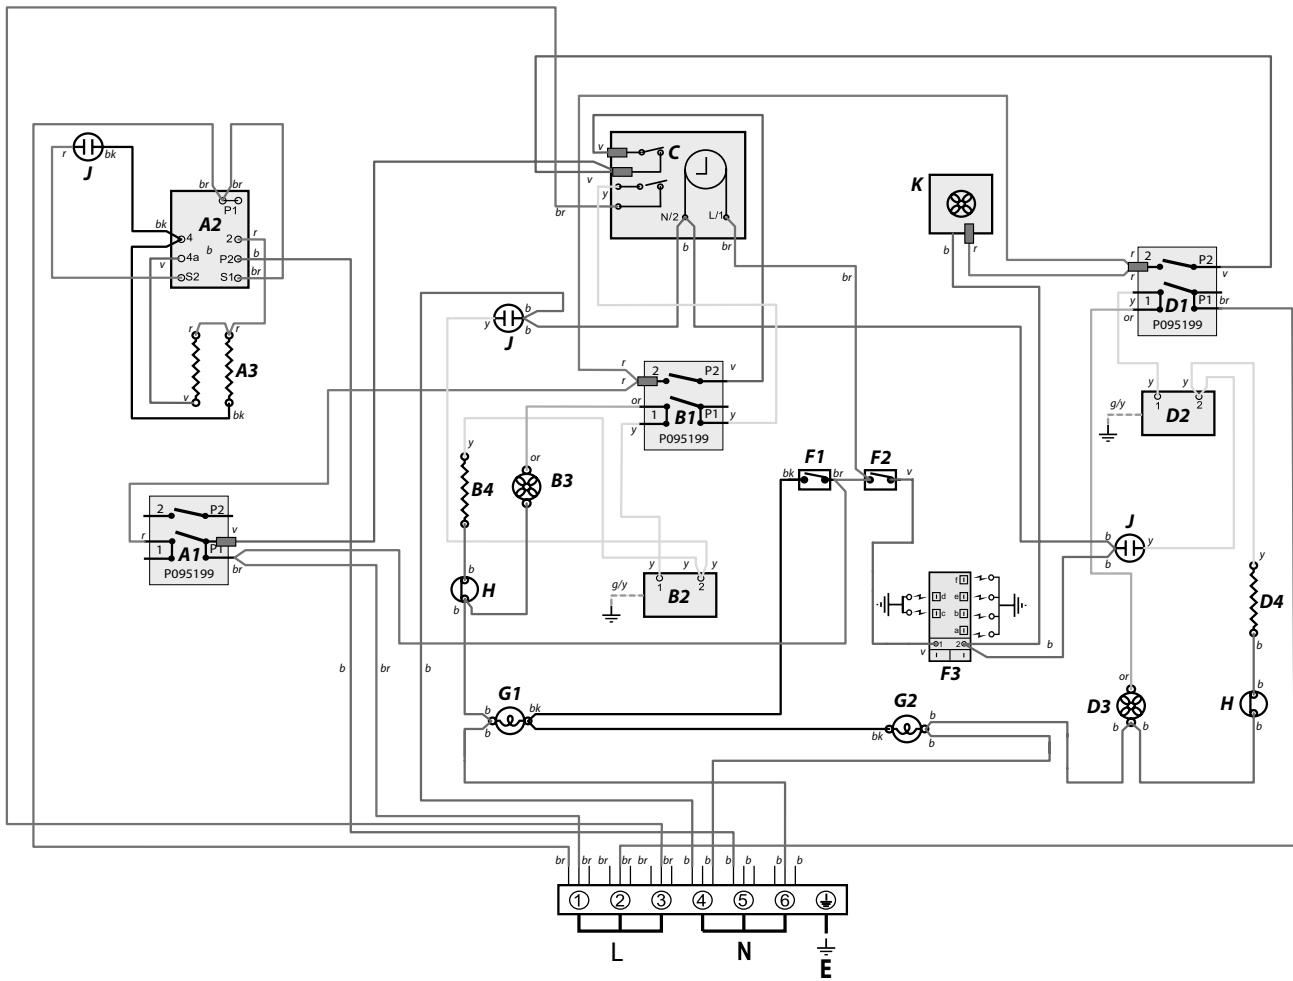 C
v
v
y
br
N/2
L/1
b
br
br
K
b
r
r
r
2
P2
v
y
1
P1
br
or
D1
P095199
r
bk
J
br
br
P1
bk
A2
4
2
r
v
4a
b
P2
b
S2
S1
br
r
r
A3
v
bk
y
J
b
b
r
r
2
P2
v
or
1
P1
y
B1
y
P095199
y
y
g/y
1
2
D2
y
B4
or
B3
F1
F2
bk
br
v
2
P2
v
r
P1
1
A1
br
P095199
b
H
b
y
y
y
g/y
1
2
B2
J
b
y
b
y
D4
b
f
d
e
c
b
a
v
1
2
b
F3
b
br
b
G1
b
bk
b
G2
b
bk
b
or
D3
b
b
b
H
b
br
br
br
br
br
br
b
b
b
b
b
b
1
2
3
4
5
6
L
N
E